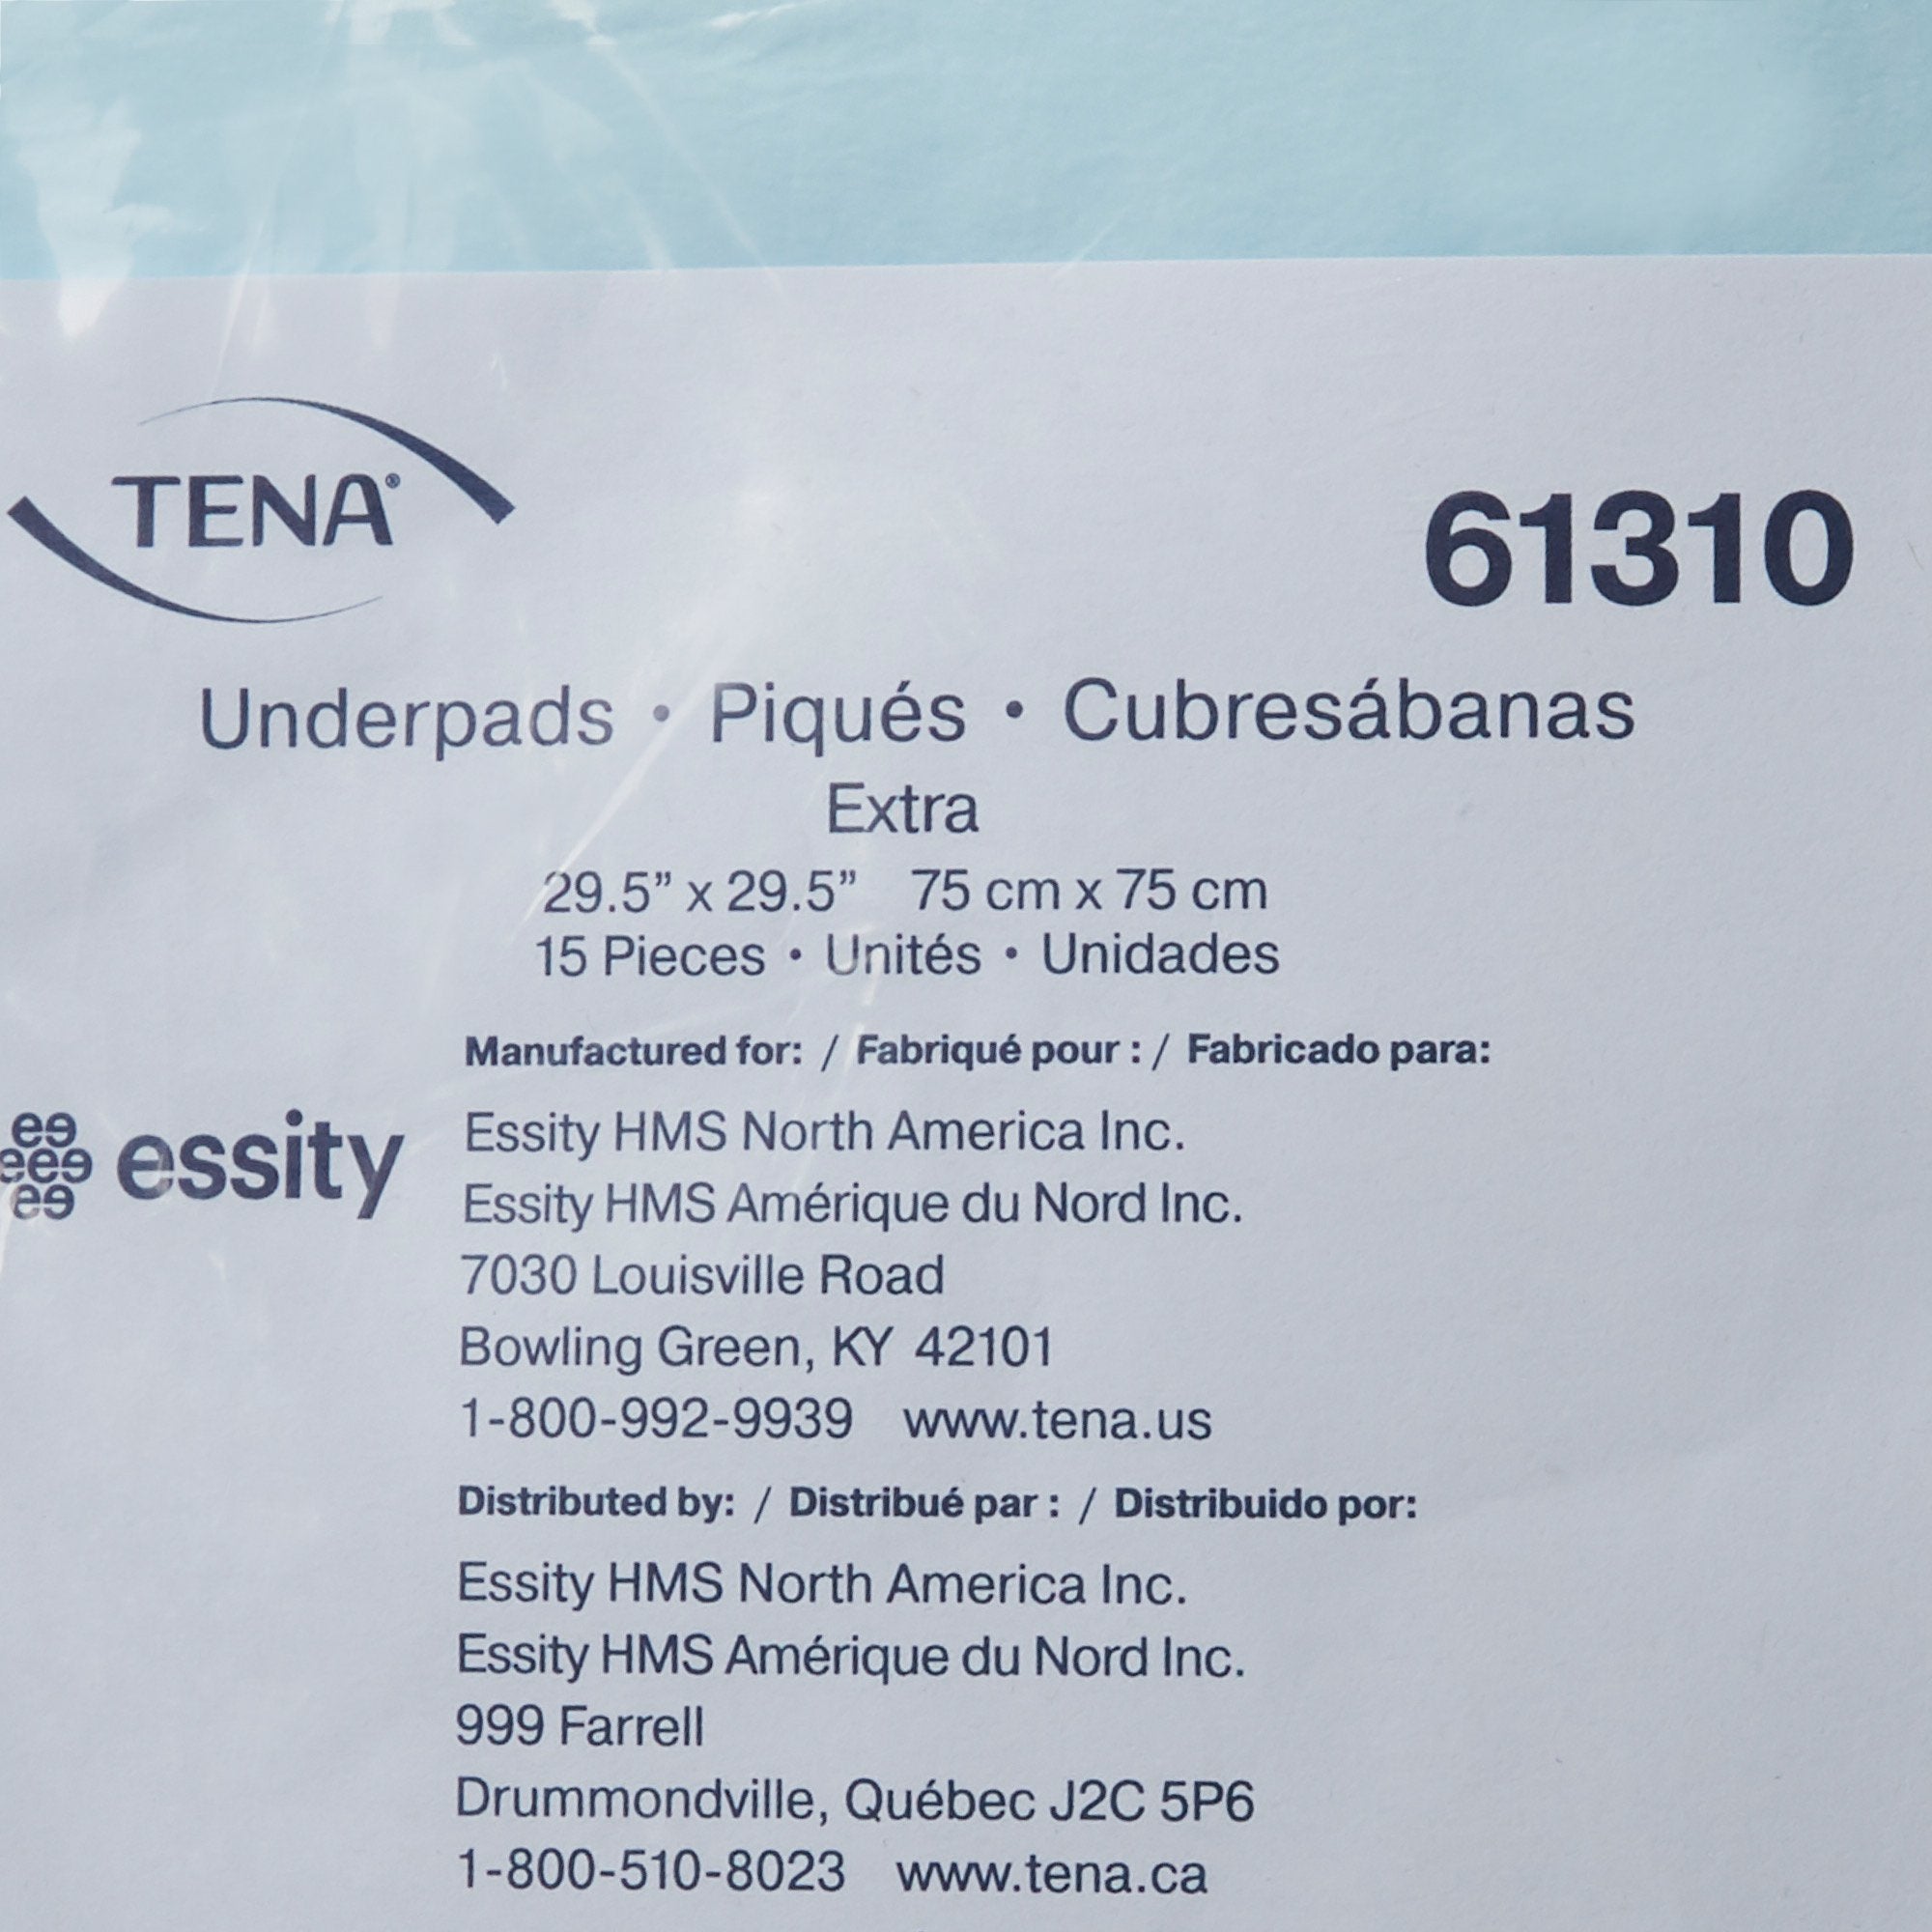 TENA®
61310
Underpads • Piqués • Cubresábanas
Extra
29.5” x 29.5” 75 cm x 75 cm
15 Pieces • Unités • Unidades
Manufactured for: / Fabriqué pour : / Fabricado para:
essity
Essity HMS North America Inc.
Essity HMS Amérique du Nord Inc.
7030 Louisville Road
Bowling Green, KY 42101
1-800-992-9939 www.tena.us
Distributed by: / Distribué par : / Distribuido por:
Essity HMS North America Inc.
Essity HMS Amérique du Nord Inc.
999 Farrell
Drummondville, Québec J2C 5P6
1-800-510-8023 www.tena.ca